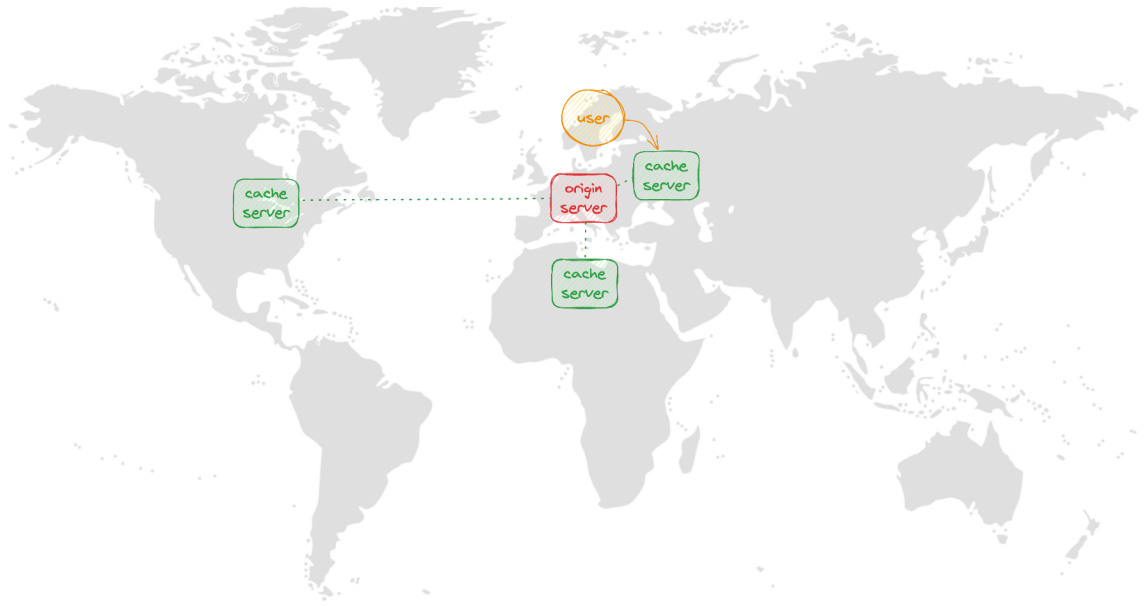 user
cache
server
cache
server
origin
server
cache
server